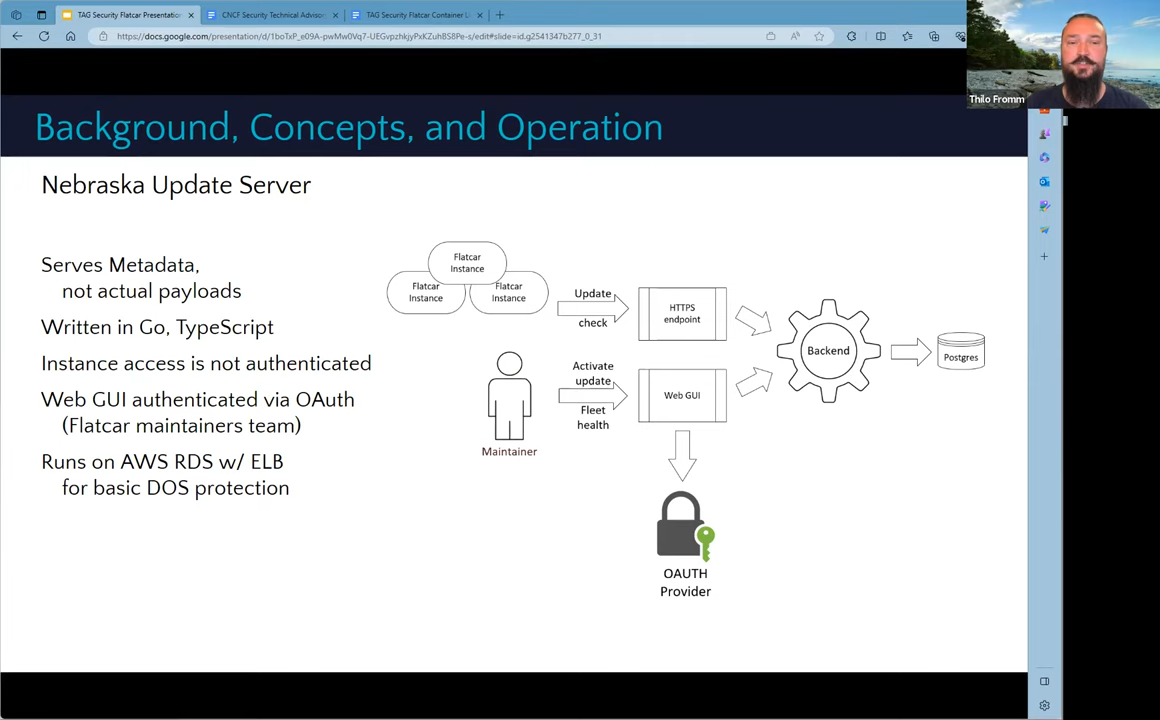 TAG Security Flatcar Presentation
CNCF Security Technical Advisor
TAG Security Flatcar Container L
https://docs.google.com/presentation/d/1boTxP_e09A-pwMw0Vq7-UEGvpzhkjyPxKZuhBS8Pe-s/edit#slide=id.g2541347b277_0_31
Thilo Fromm
Background, Concepts, and Operation
Nebraska Update Server
Serves Metadata,
not actual payloads
Written in Go, TypeScript
Instance access is not authenticated
Web GUI authenticated via OAuth
(Flatcar maintainers team)
Runs on AWS RDS w/ ELB
for basic DOS protection
Flatcar
Instance
Flatcar
Instance
Flatcar
Instance
Update
check
HTTPS
endpoint
Backend
Postgres
Maintainer
Activate
update
Fleet
health
Web GUI
OAUTH
Provider